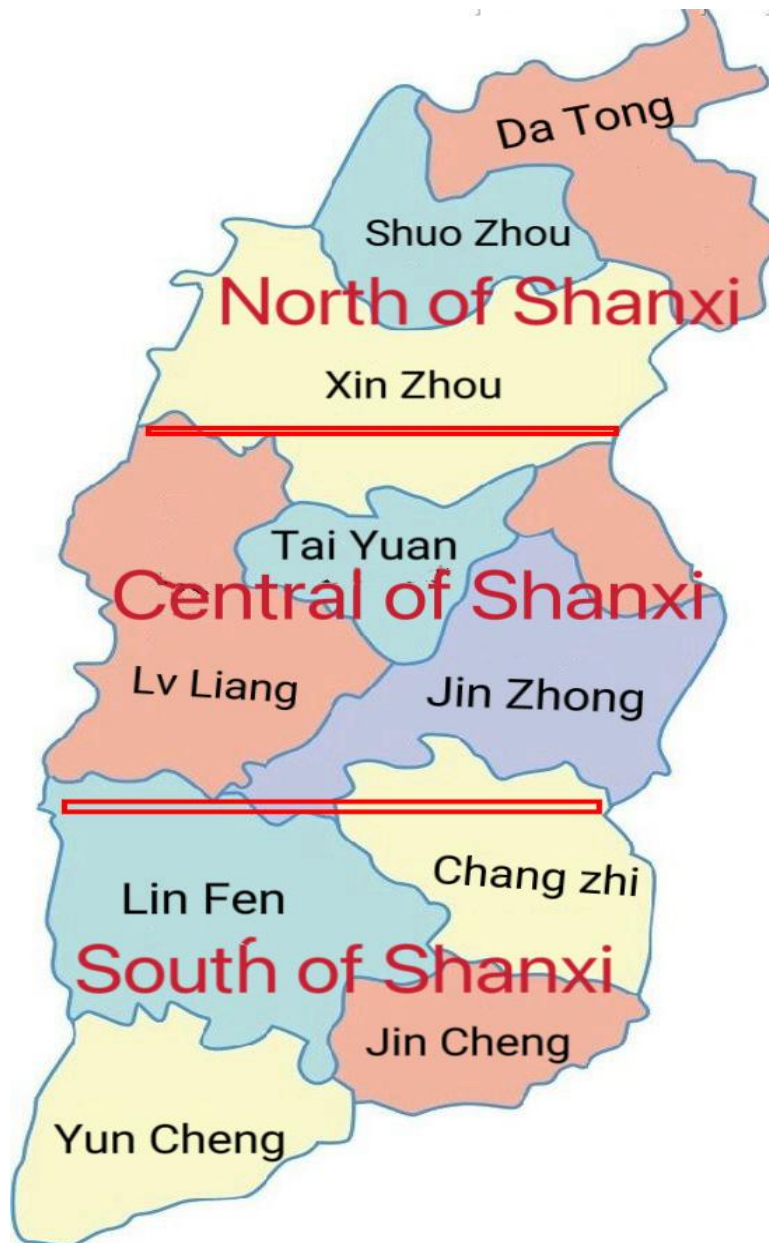 Da Tong
Shuo Zhou
North of Shanxi
Xin Zhou
Tai Yuan
Central of Shanxi
Lv Liang
Jin Zhong
Chang zhi
Lin Fen
South of Shanxi
Jin Cheng
Yun Cheng